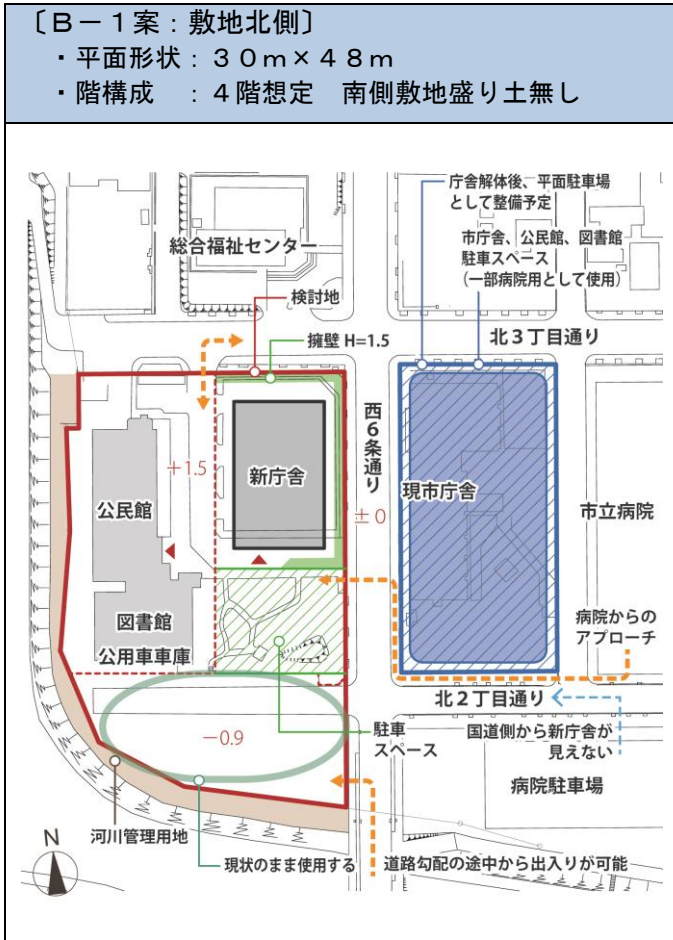 〔Ｂ－１案：敷地北側〕
・平面形状：３０ｍ×４８ｍ
・階構成　：４階想定　南側敷地盛り土無し
庁舎解体後、平面駐車場
として整備予定
市庁舎、公民館、図書館
駐車スペース
（一部病院用として使用）
総合福祉センター
検討地
擁壁 H=1.5
北３丁目通り
西６条通り
＋1.5
新庁舎
現市庁舎
公民館
±０
市立病院
図書館
公用車車庫
病院からの
アプローチ
北２丁目通り
駐車
スペース
国道側から新庁舎が
見えない
－0.9
病院駐車場
N
河川管理用地
現状のまま使用する
道路勾配の途中から出入りが可能